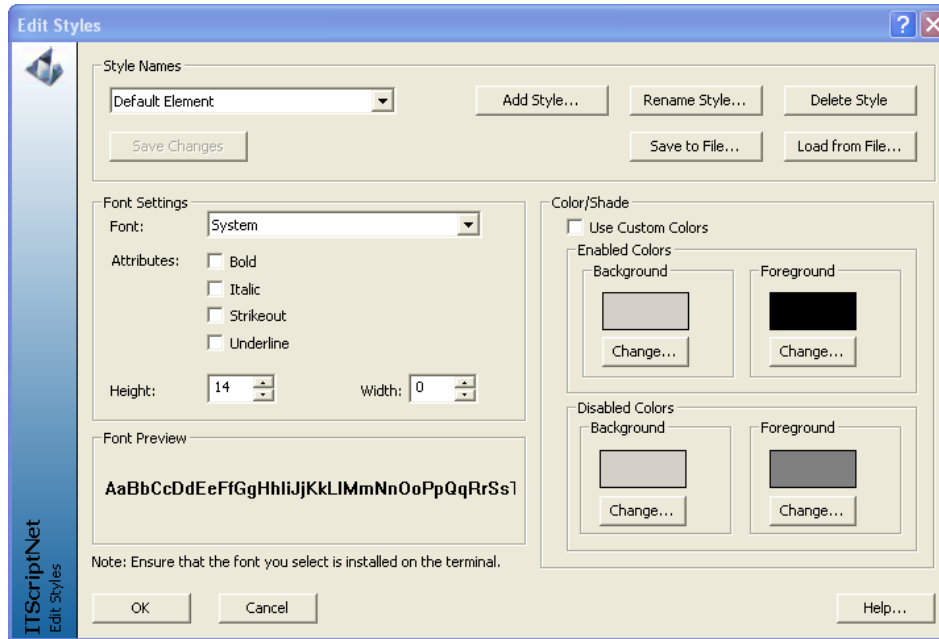 Edit Styles
Style Names
Default Element
Add Style...
Rename Style...
Delete Style
Save Changes
Save to File...
Load from File...
Font Settings
Font:
System
Attributes:
Bold
Italic
Strikeout
Underline
Height:
14
Width:
0
Font Preview
AaBbCcDdEeFfGgHhIiJjKkLlMmNnOoPpQqRrSsT
Note: Ensure that the font you select is installed on the terminal.
Color/Shade
Use Custom Colors
Enabled Colors
Background
Foreground
Change...
Change...
Disabled Colors
Background
Foreground
Change...
Change...
OK
Cancel
Help...
ITScriptNet
Edit Styles